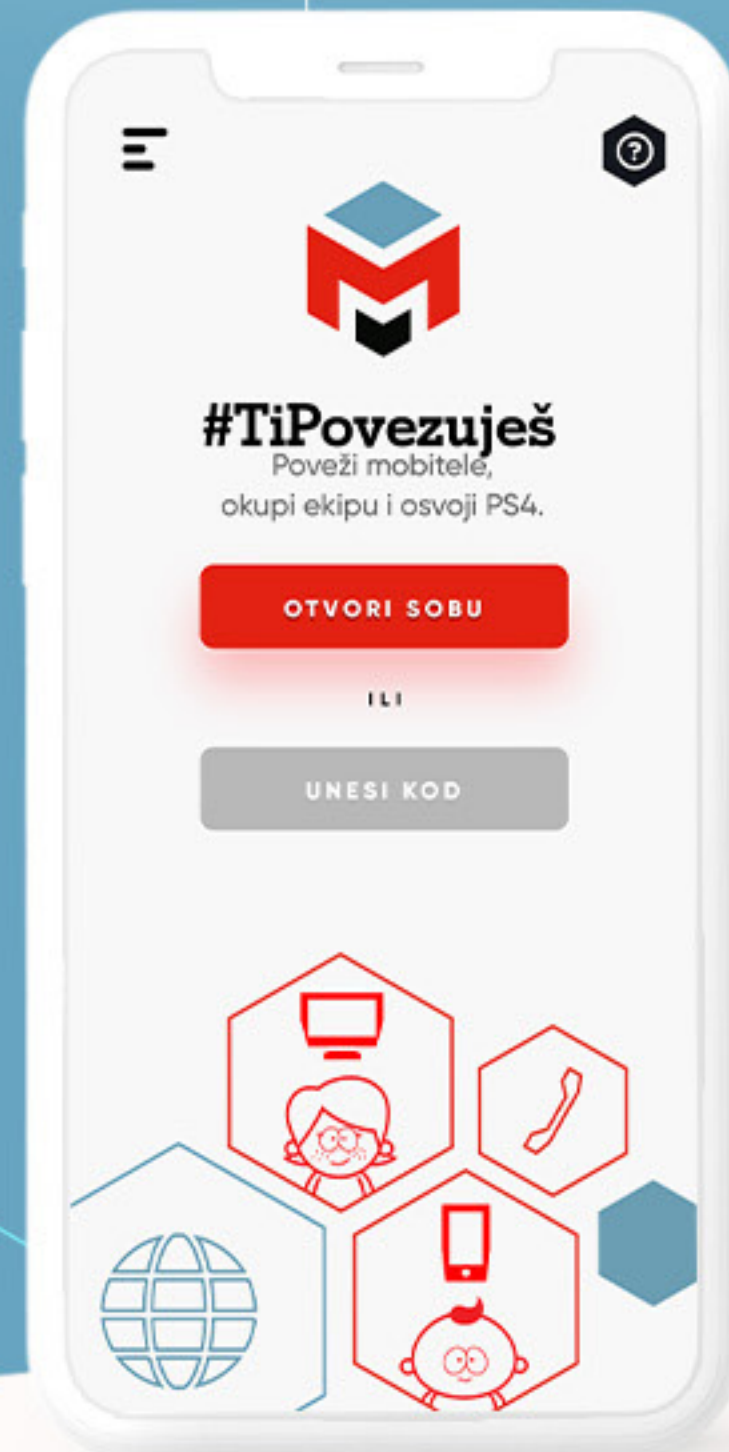 #TiPovezuješ
Poveži mobitele,
okupi ekipu i osvoji PS4.
OTVORI SOBU
ILI
UNESI KOD